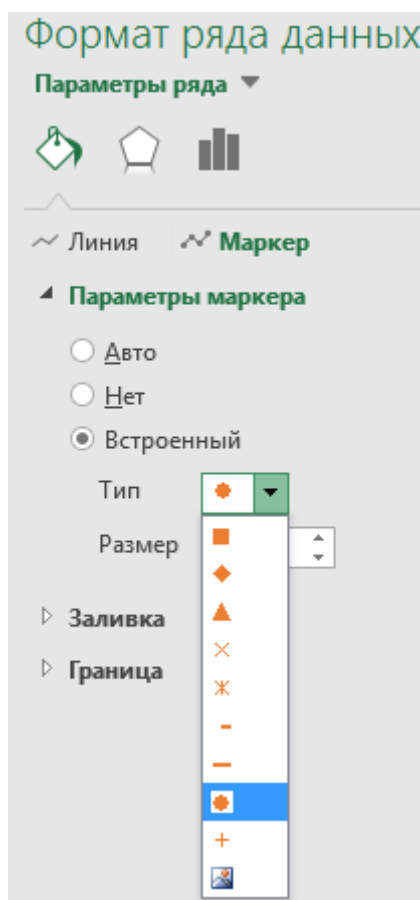 Формат ряда данных
Параметры ряда
Линия Маркер
Параметры маркера
Авто
Нет
Встроенный
Тип
Размер
Заливка
Граница